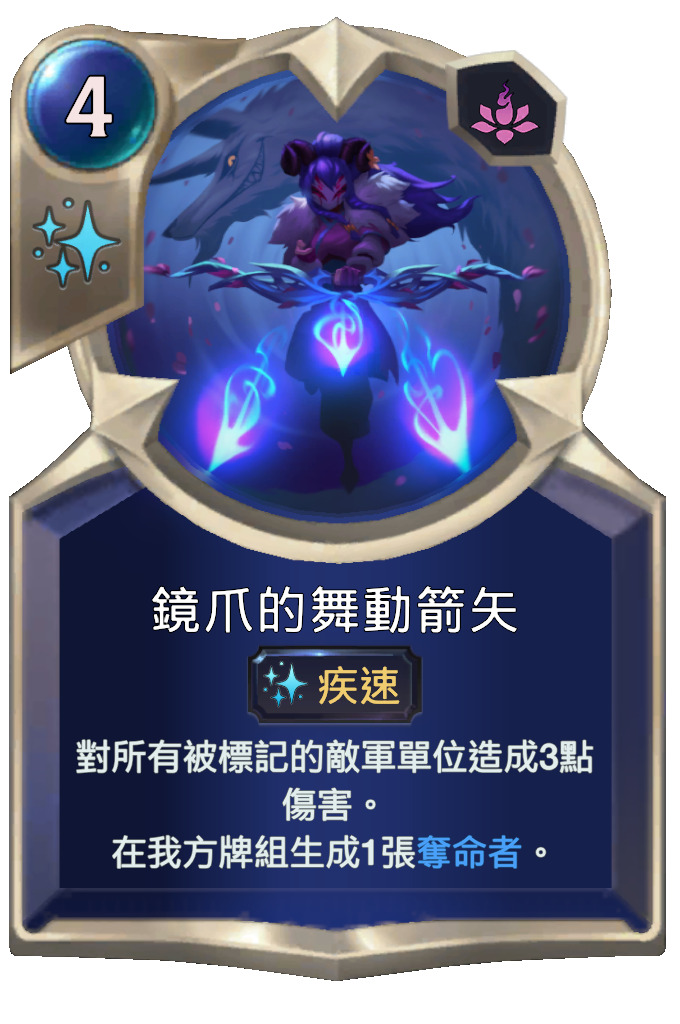 4
鏡爪的舞動箭矢
疾速
對所有被標記的敵軍單位造成3點
傷害。
在我方牌組生成1張奪命者。